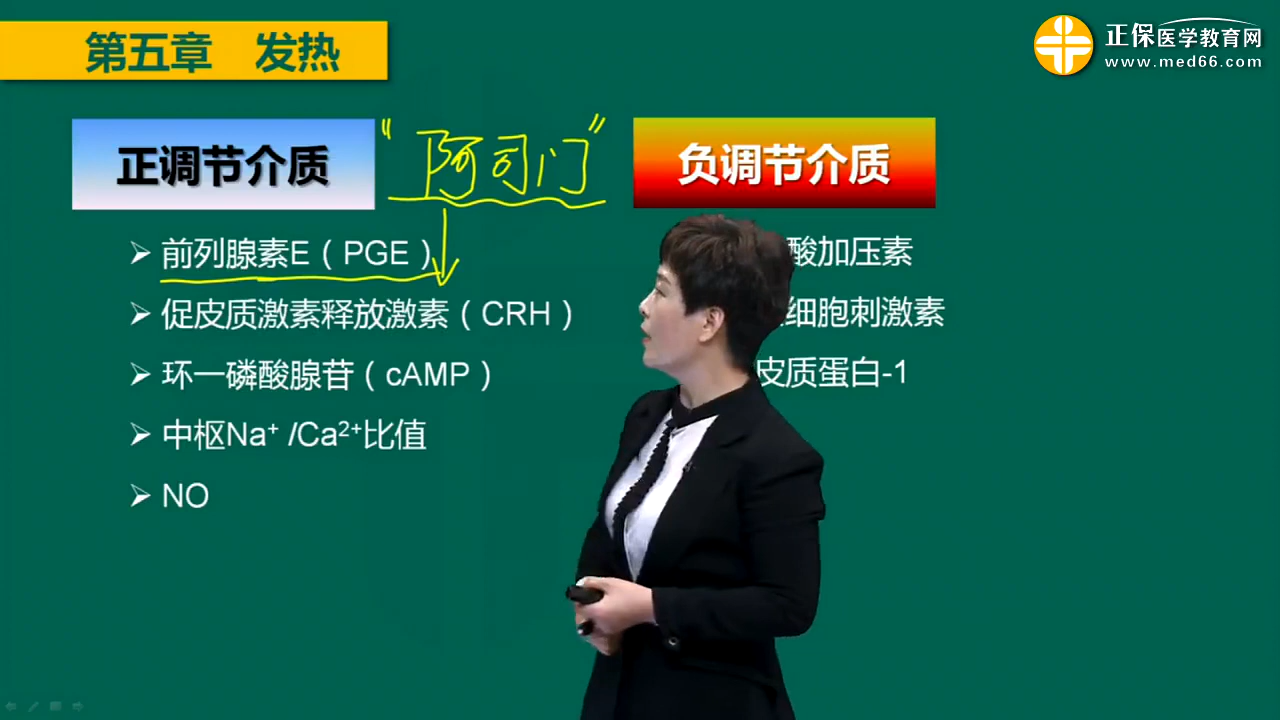 第五章 发热
正保医学教育网
www.med66.com
正调节介质
"阿司门"
负调节介质
➢ 前列腺素E（PGE）
➢ 促皮质激素释放激素（CRH）
➢ 环一磷酸腺苷（cAMP）
➢ 中枢Na⁺ /Ca²⁺比值
➢ NO
酸加压素
细胞刺激素
皮质蛋白-1